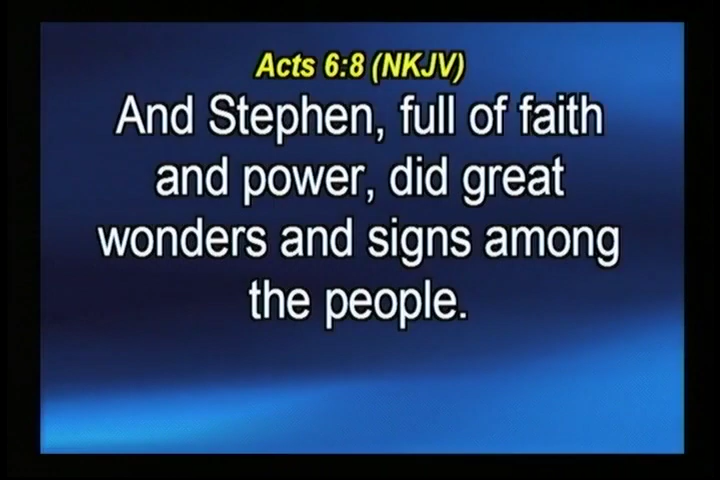 Acts 6:8 (NKJV)
And Stephen, full of faith
and power, did great
wonders and signs among
the people.